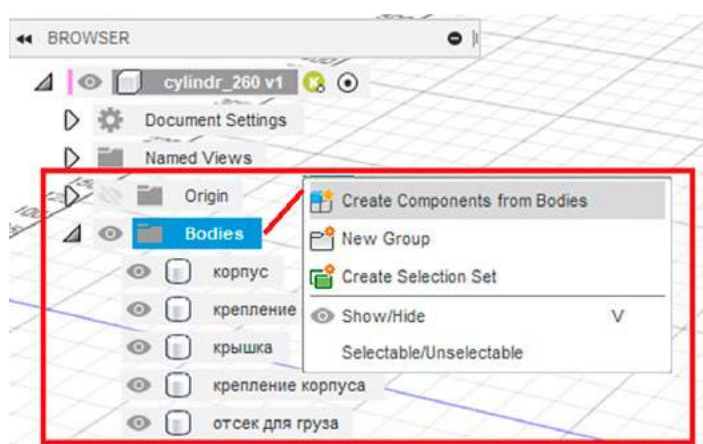 BROWSER
cylindr_260 v1
Document Settings
Named Views
Origin
Create Components from Bodies
Bodies
New Group
корпус
Create Selection Set
крепление
Show/Hide V
крышка
Selectable/Unselectable
крепление корпуса
отсек для груза